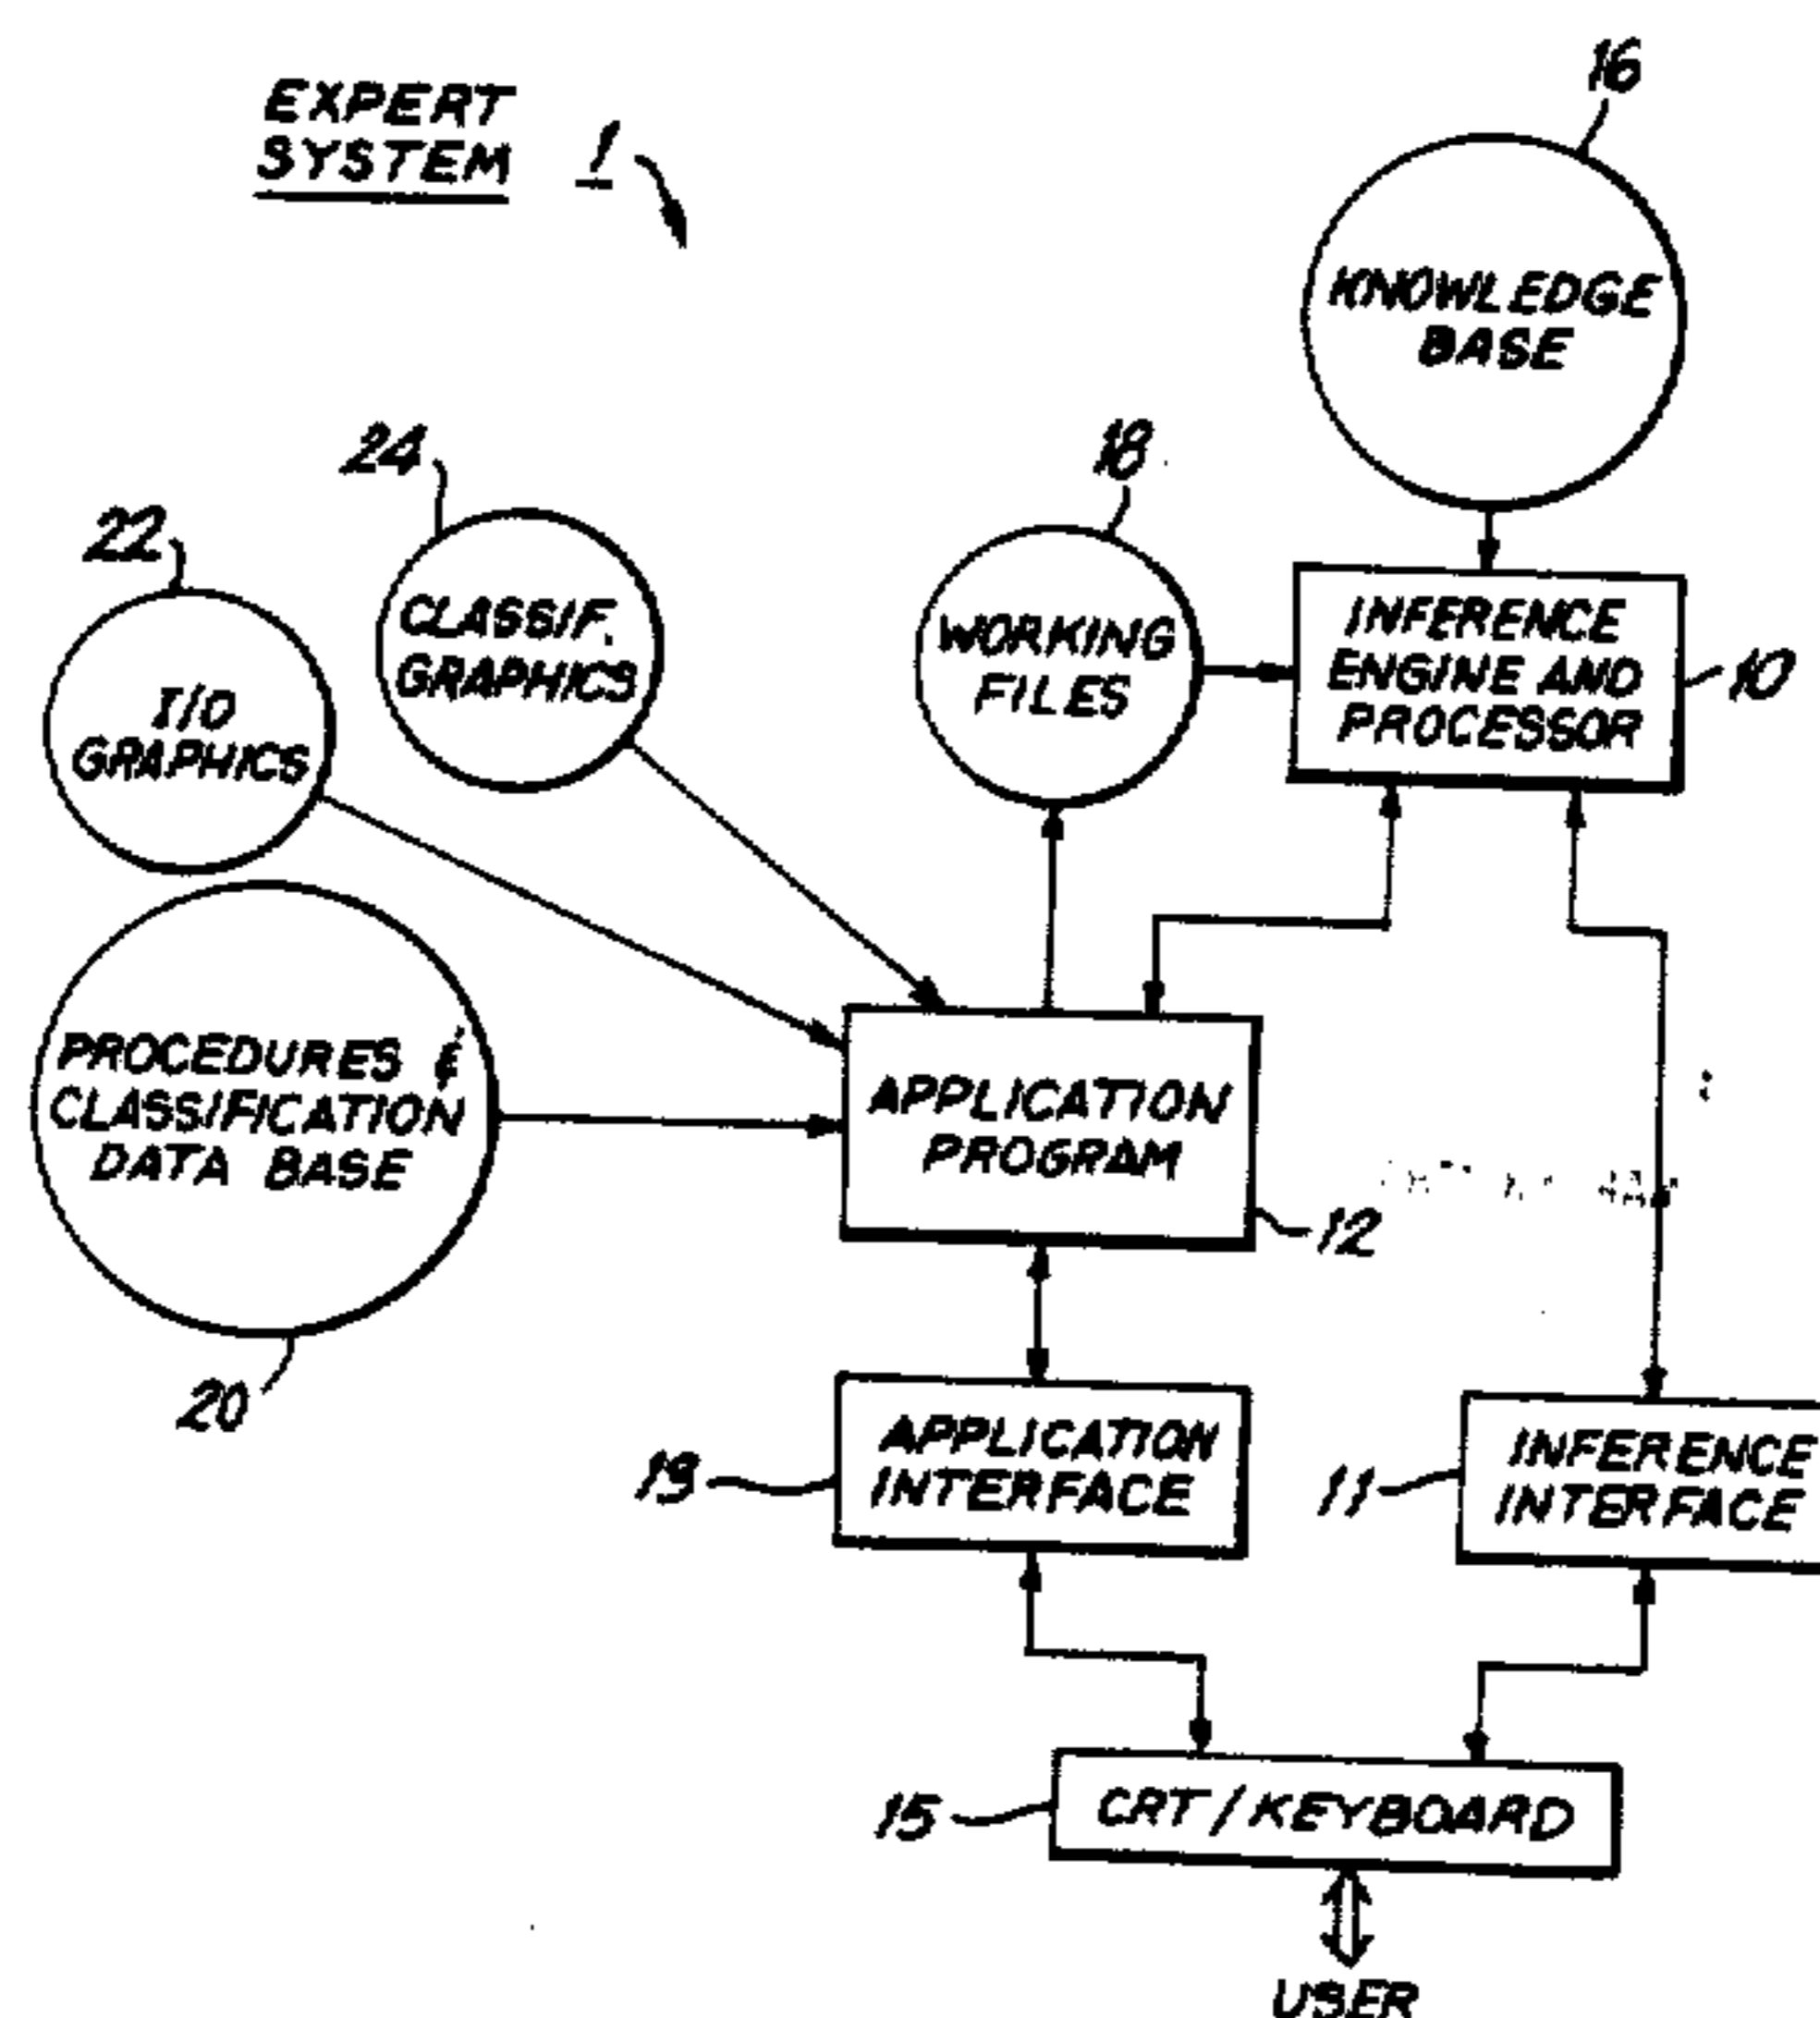 EXPERT
SYSTEM 1
16
KNOWLEDGE
BASE
24
CLASSIF.
GRAPHICS
18
WORKING
FILES
22
I/O
GRAPHICS
INFERENCE
ENGINE AND
PROCESSOR
10
PROCEDURES &
CLASSIFICATION
DATA BASE
20
APPLICATION
PROGRAM
12
19
APPLICATION
INTERFACE
11
INFERENCE
INTERFACE
15
CRT/KEYBOARD
USER